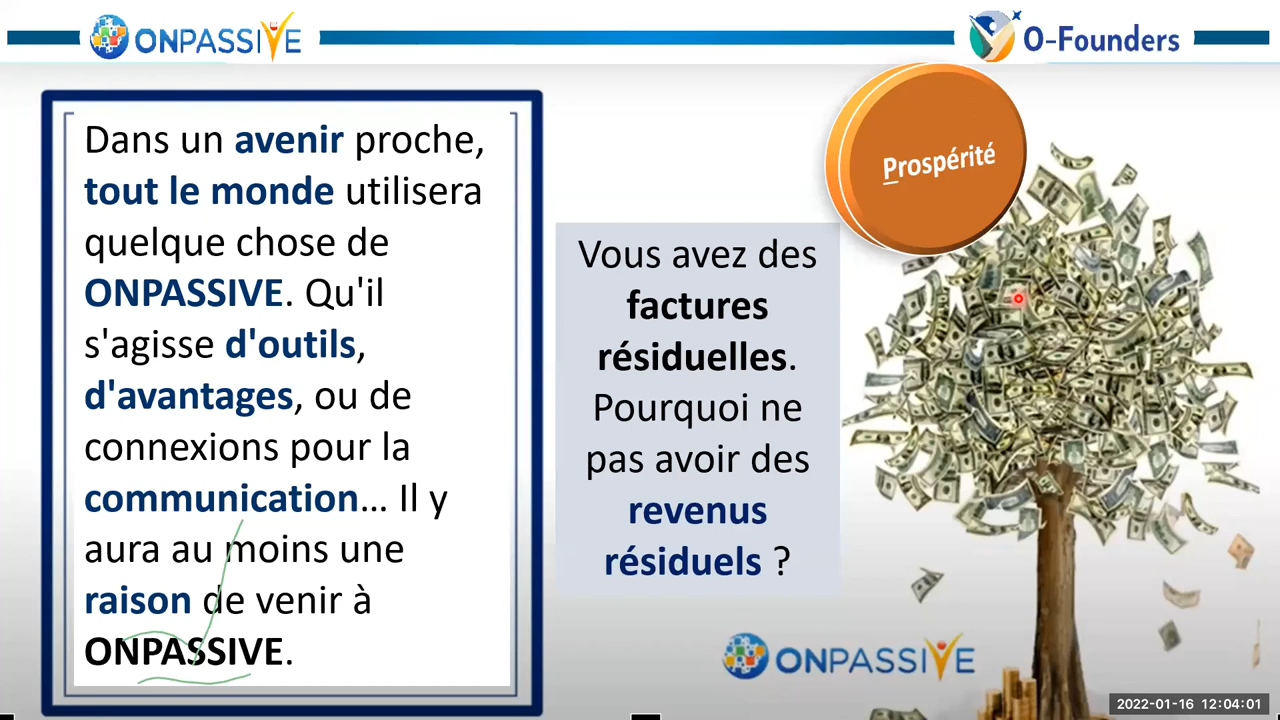 ONPASSIVE
O-Founders
Dans un avenir proche,
tout le monde utilisera
quelque chose de
ONPASSIVE. Qu'il
s'agisse d'outils,
d'avantages, ou de
connexions pour la
communication... Il y
aura au moins une
raison de venir à
ONPASSIVE.
Vous avez des
factures
résiduelles.
Pourquoi ne
pas avoir des
revenus
résiduels ?
Prospérité
ONPASSIVE
2022-01-16 12:04:01